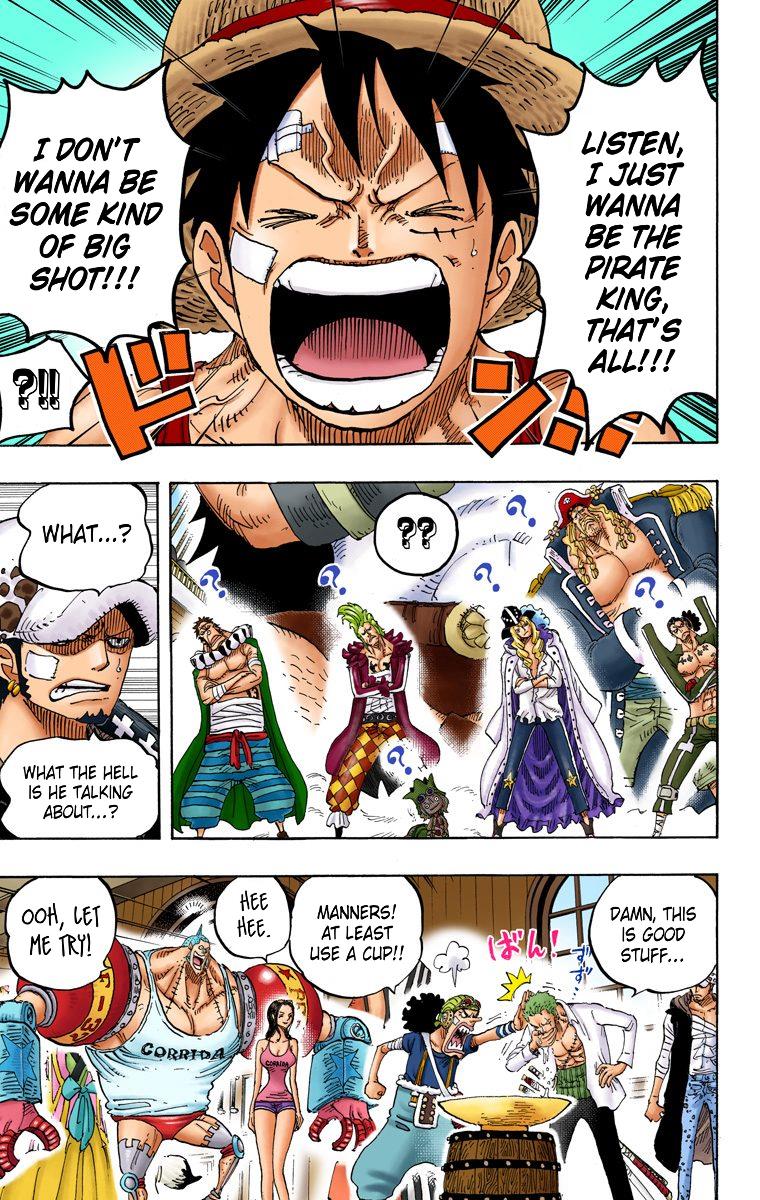 LISTEN,
I JUST
WANNA
BE THE
PIRATE
KING,
THAT'S
ALL!!!
I DON'T
WANNA BE
SOME KIND
OF BIG
SHOT!!!
ドン!!
?!!
??
?
?
?
?
?
?
?
WHAT...?
WHAT THE HELL
IS HE TALKING
ABOUT...?
DAMN, THIS
IS GOOD
STUFF...
ずず
ばん!
MANNERS!
AT LEAST
USE A CUP!!
HEE
HEE.
OOH, LET
ME TRY!
CORRIDA
CORRIDA